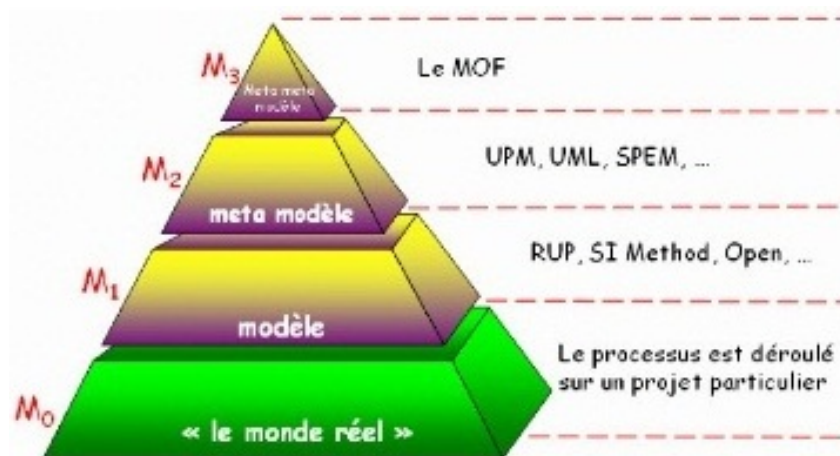 M3
Meta meta
modèle
Le MOF
M2
meta modèle
UPM, UML, SPEM, ...
M1
modèle
RUP, SI Method, Open, ...
M0
« le monde réel »
Le processus est déroulé
sur un projet particulier